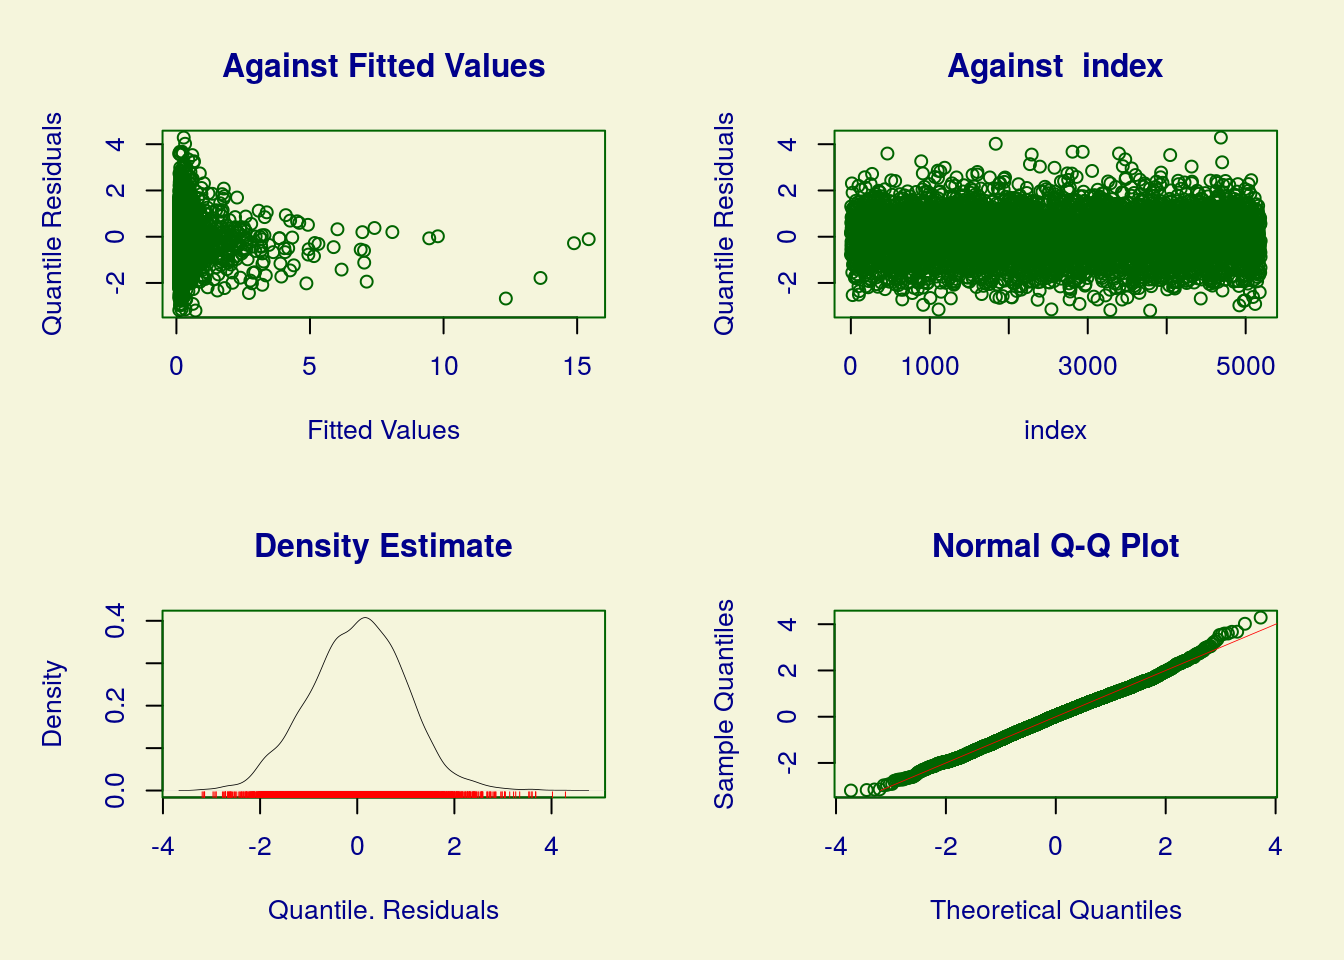 Against Fitted Values
Quantile Residuals
4
2
0
-2
0 5 10 15
Fitted Values
Against  index
Quantile Residuals
4
2
0
-2
0 1000 3000 5000
index
Density Estimate
Density
0.4
0.2
0.0
-4 -2 0 2 4
Quantile. Residuals
Normal Q-Q Plot
Sample Quantiles
4
2
0
-2
-4 -2 0 2 4
Theoretical Quantiles